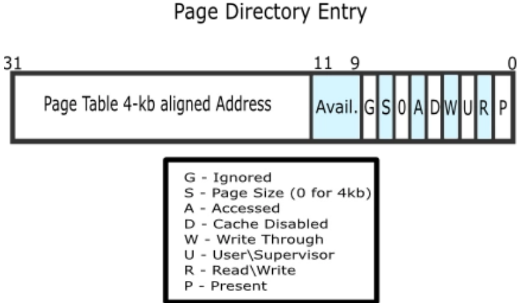 Page Directory Entry
31 11 9 0
Page Table 4-kb aligned Address Avail. G S 0 A D W U R P
G - Ignored
S - Page Size (0 for 4kb)
A - Accessed
D - Cache Disabled
W - Write Through
U - User\Supervisor
R - Read\Write
P - Present